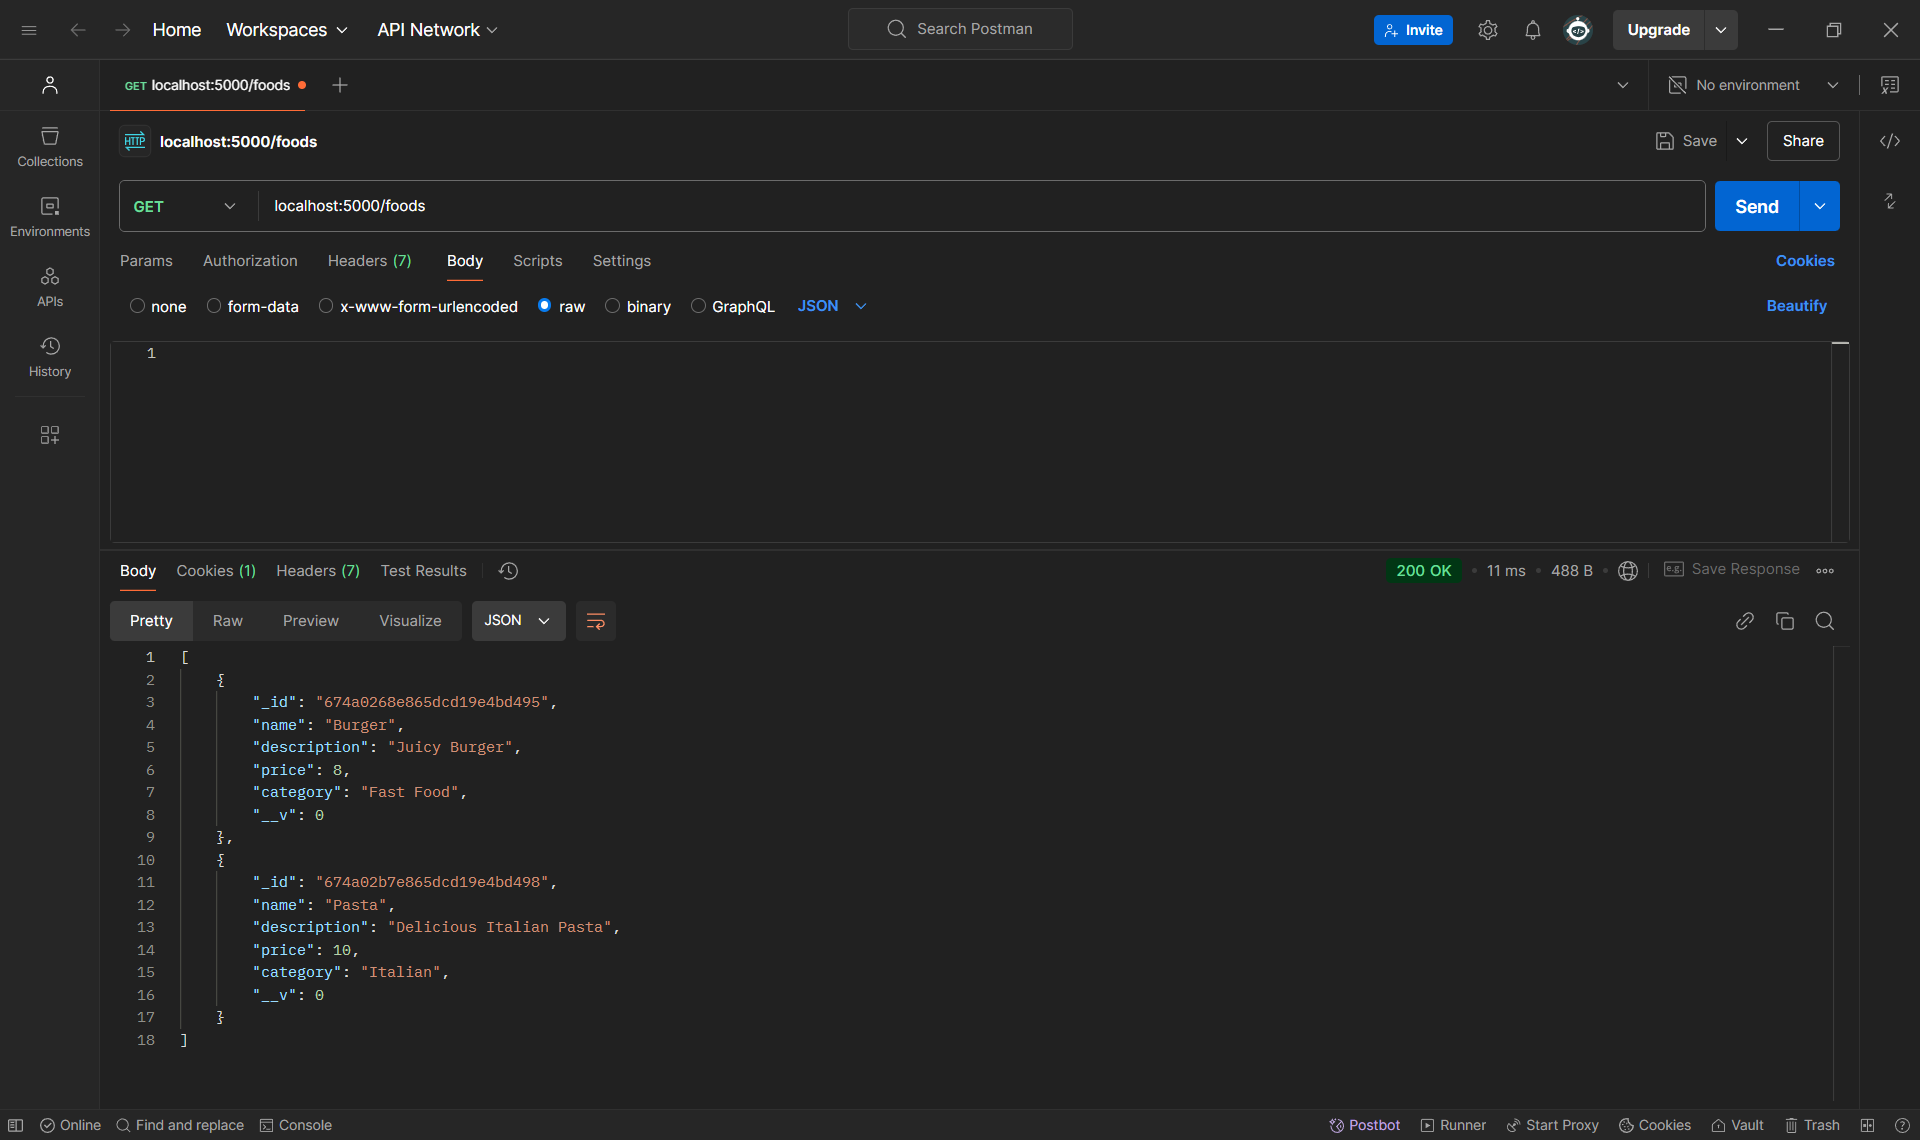 Home Workspaces API Network Search Postman Invite Upgrade
GET localhost:5000/foods No environment
HTTP localhost:5000/foods Save Share
Collections
Environments
APIs
History
GET localhost:5000/foods Send
Params Authorization Headers (7) Body Scripts Settings Cookies
none form-data x-www-form-urlencoded raw binary GraphQL JSON Beautify
1
Body Cookies (1) Headers (7) Test Results 200 OK 11 ms 488 B e.g. Save Response
Pretty Raw Preview Visualize JSON
1 [
2 {
3 "_id": "674a0268e865dcd19e4bd495",
4 "name": "Burger",
5 "description": "Juicy Burger",
6 "price": 8,
7 "category": "Fast Food",
8 "__v": 0
9 },
10 {
11 "_id": "674a02b7e865dcd19e4bd498",
12 "name": "Pasta",
13 "description": "Delicious Italian Pasta",
14 "price": 10,
15 "category": "Italian",
16 "__v": 0
17 }
18 ]
Online Find and replace Console Postbot Runner Start Proxy Cookies Vault Trash